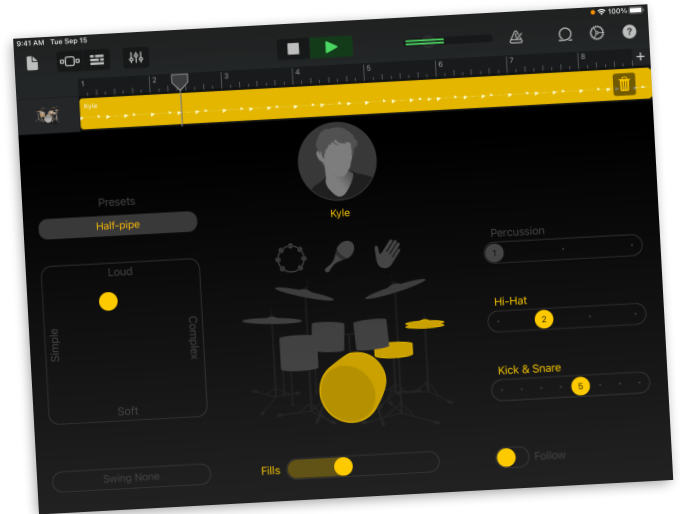 9:41 AM Tue Sep 15
100%
?
1 2 3 4 5 6 7 8
+
Kyle
Kyle
Presets
Half-pipe
Loud
Simple
Complex
Soft
Swing None
Percussion
1
Hi-Hat
2
Kick & Snare
5
Fills
Follow